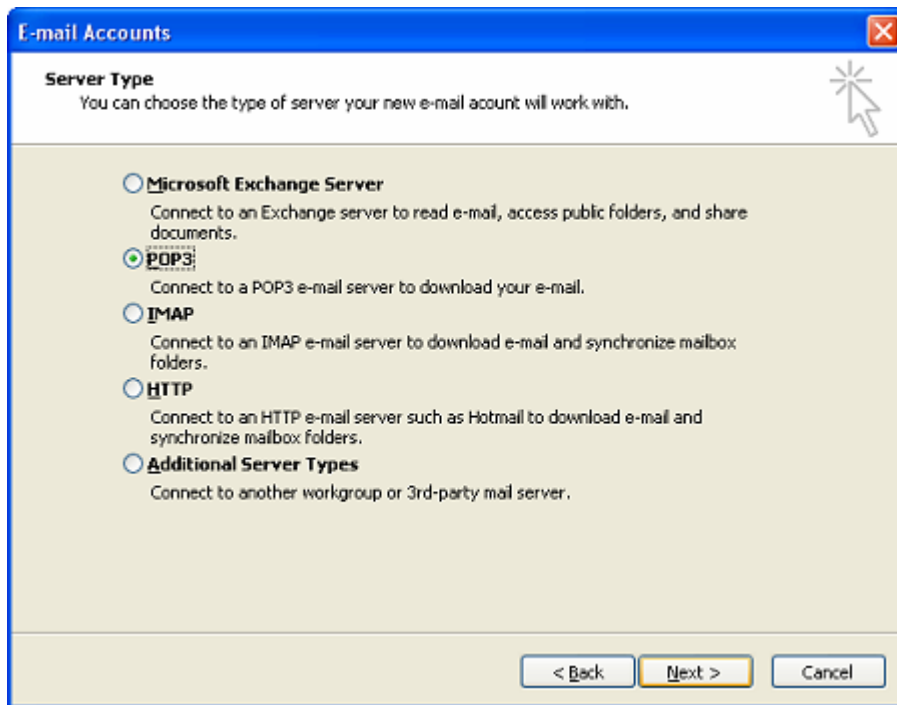 E-mail Accounts
Server Type
You can choose the type of server your new e-mail acount will work with.
Microsoft Exchange Server
Connect to an Exchange server to read e-mail, access public folders, and share
documents.
POP3
Connect to a POP3 e-mail server to download your e-mail.
IMAP
Connect to an IMAP e-mail server to download e-mail and synchronize mailbox
folders.
HTTP
Connect to an HTTP e-mail server such as Hotmail to download e-mail and
synchronize mailbox folders.
Additional Server Types
Connect to another workgroup or 3rd-party mail server.
< Back Next > Cancel